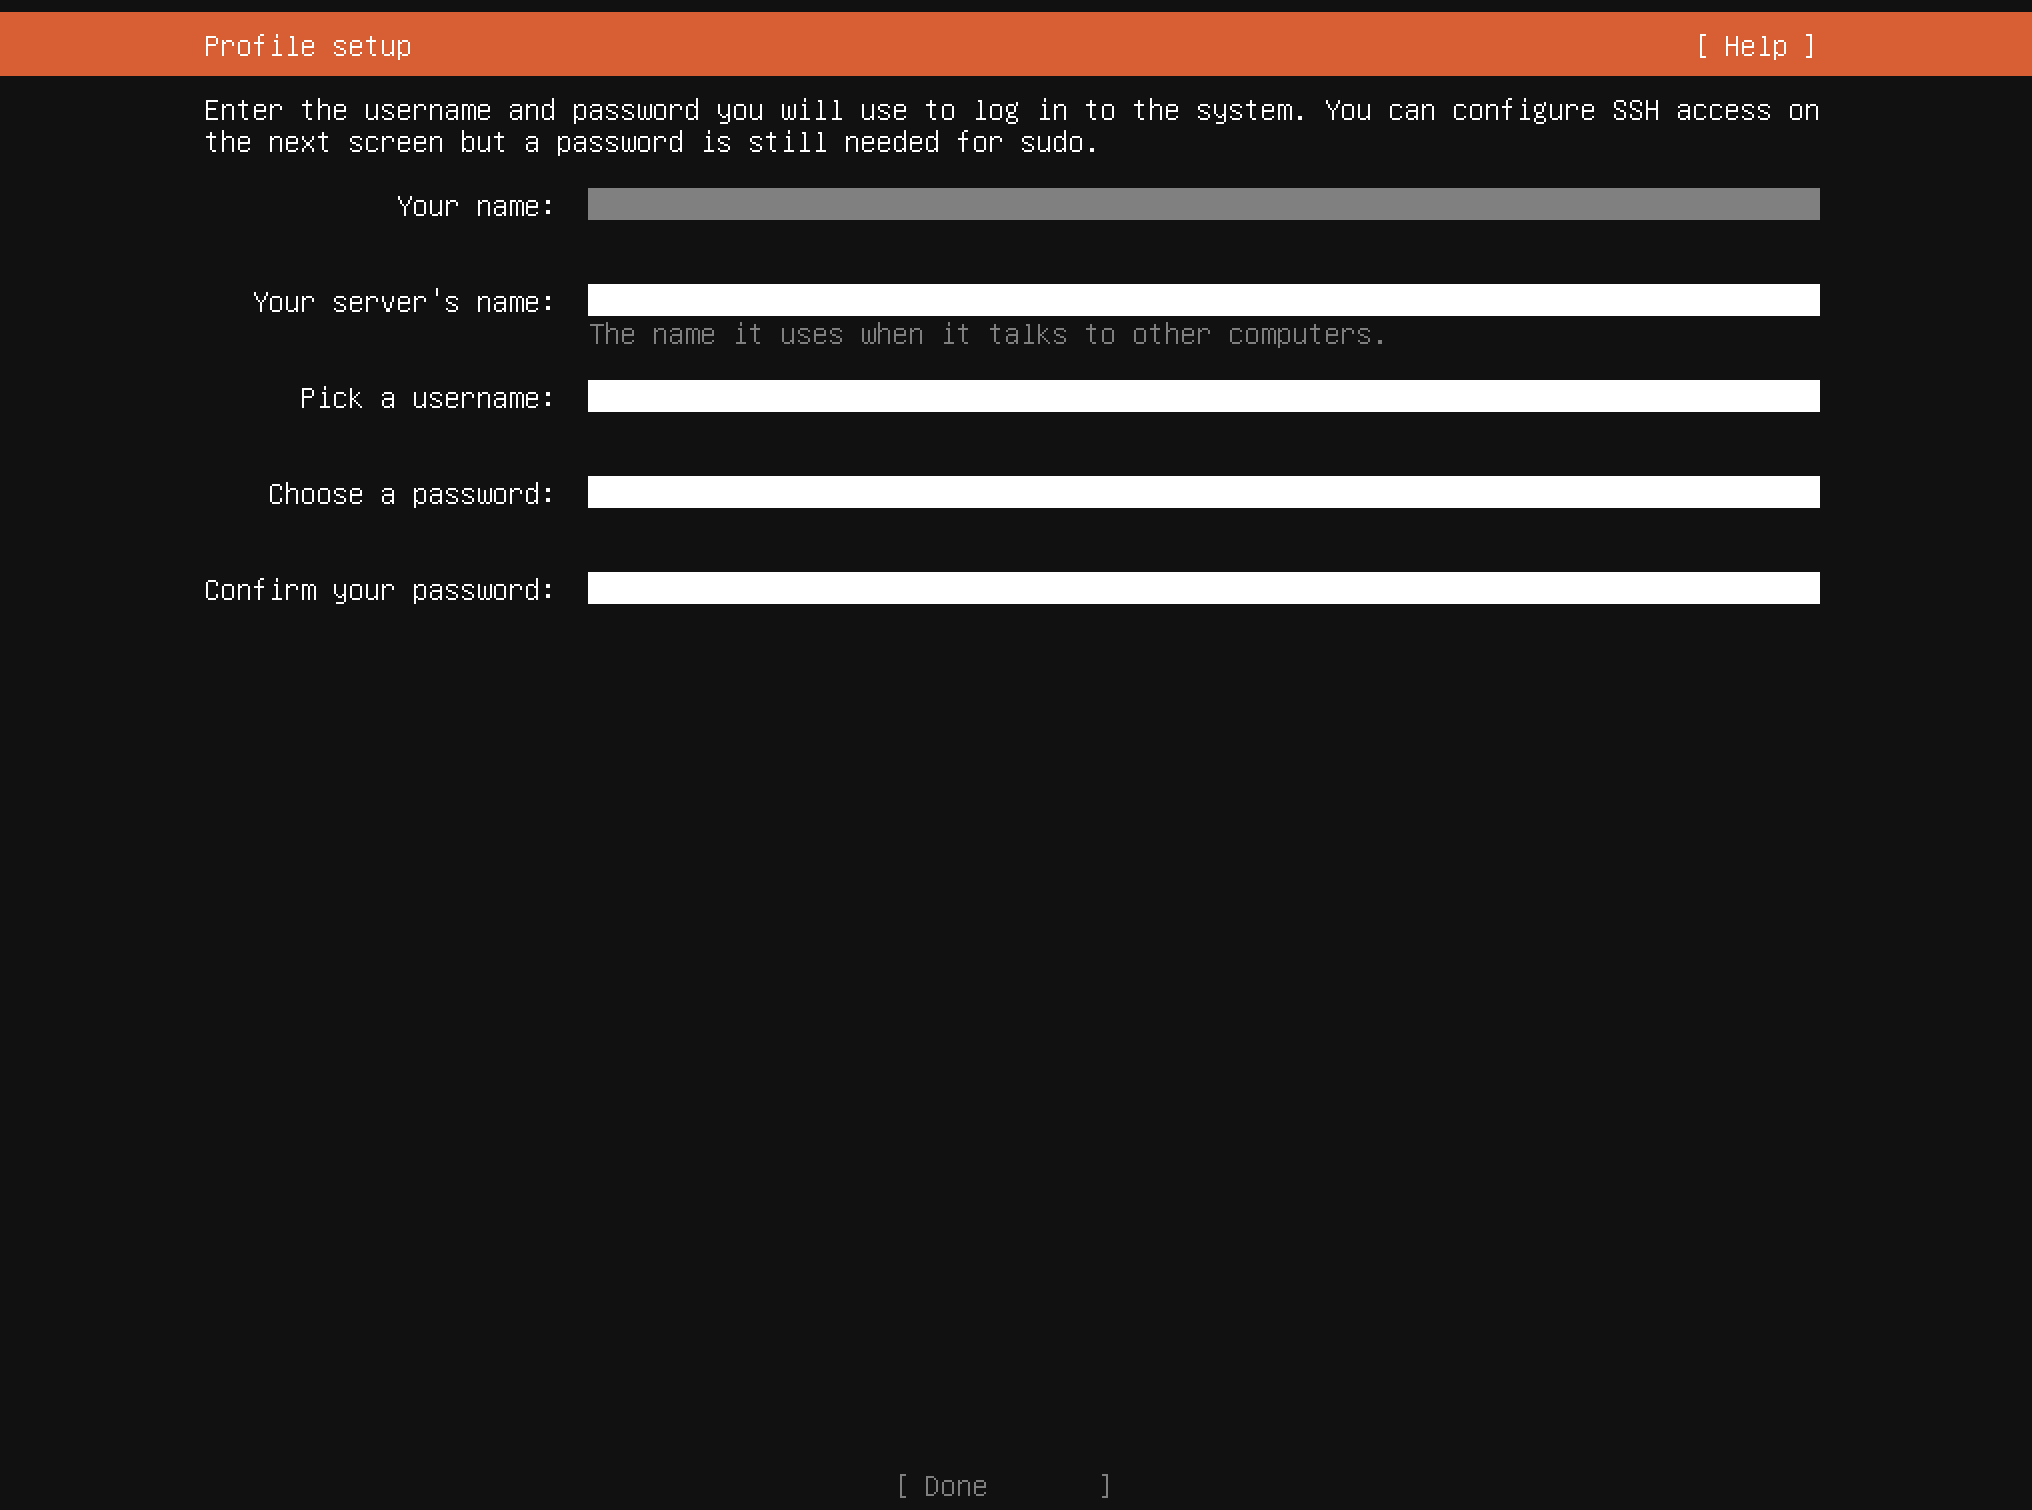 Profile setup [ Help ]
Enter the username and password you will use to log in to the system. You can configure SSH access on
the next screen but a password is still needed for sudo.
Your name:
Your server's name:
The name it uses when it talks to other computers.
Pick a username:
Choose a password:
Confirm your password:
[ Done ]